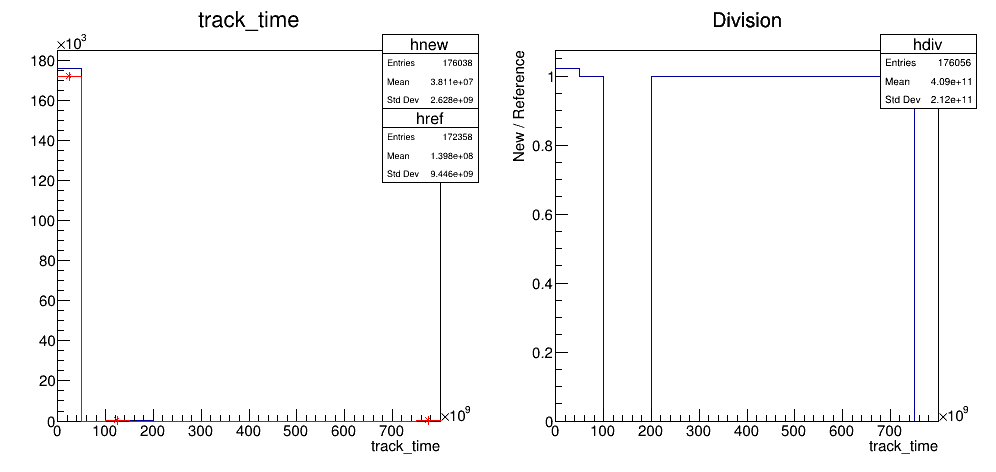 track_time
×10³
hnew
Entries 176038
Mean 3.811e+07
Std Dev 2.628e+09
href
Entries 172358
Mean 1.398e+08
Std Dev 9.446e+09
180
160
140
120
100
80
60
40
20
0
0 100 200 300 400 500 600 700
×10⁹
track_time
Division
hdiv
Entries 176056
Mean 4.09e+11
Std Dev 2.12e+11
New / Reference
1
0.8
0.6
0.4
0.2
0
0 100 200 300 400 500 600 700
×10⁹
track_time